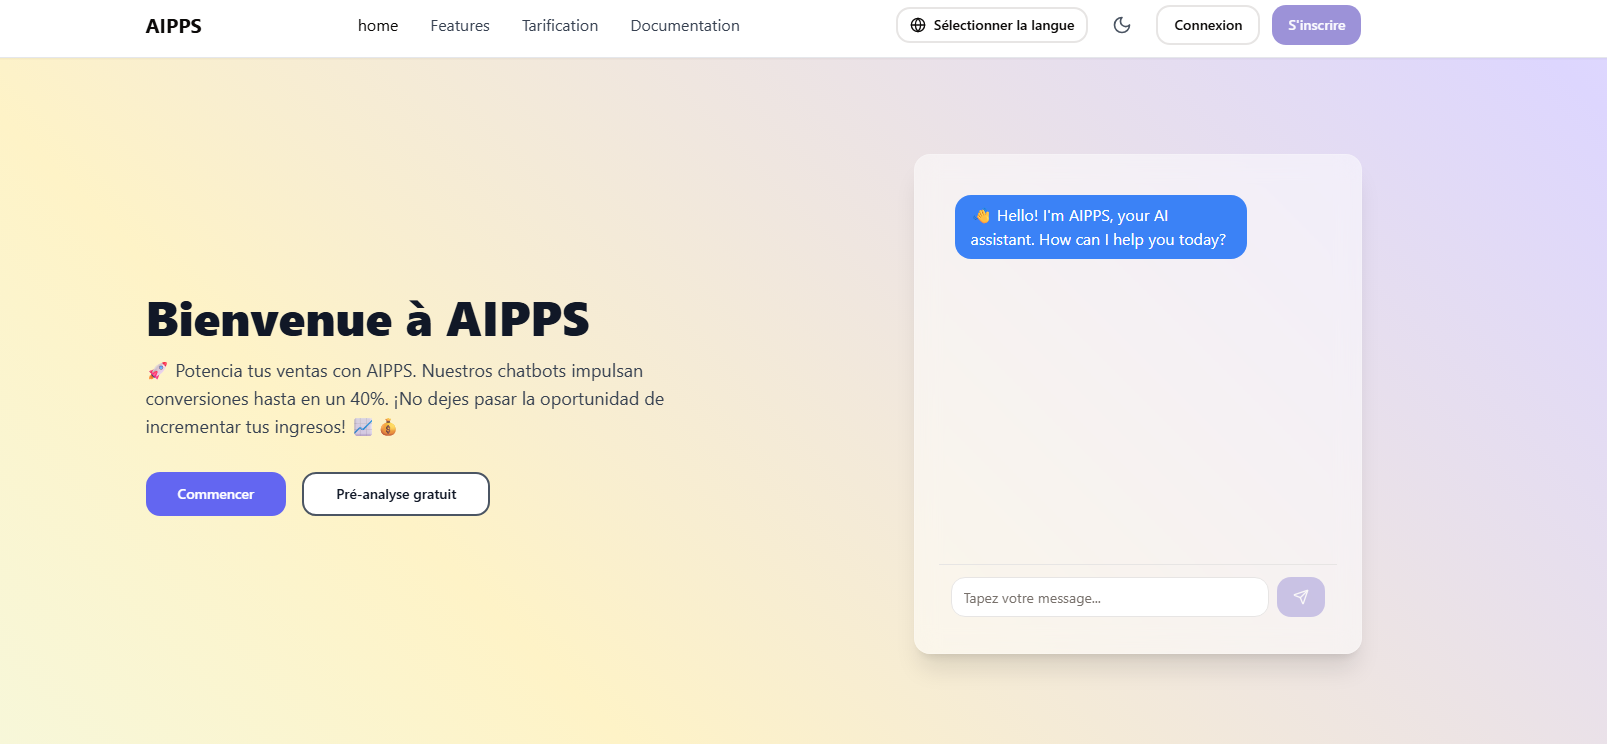 AIPPS
home
Features
Tarification
Documentation
Sélectionner la langue
Connexion
S'inscrire
Bienvenue à AIPPS
🚀 Potencia tus ventas con AIPPS. Nuestros chatbots impulsan
conversiones hasta en un 40%. ¡No dejes pasar la oportunidad de
incrementar tus ingresos! 📈 💰
Commencer
Pré-analyse gratuit
👋 Hello! I'm AIPPS, your AI
assistant. How can I help you today?
Tapez votre message...